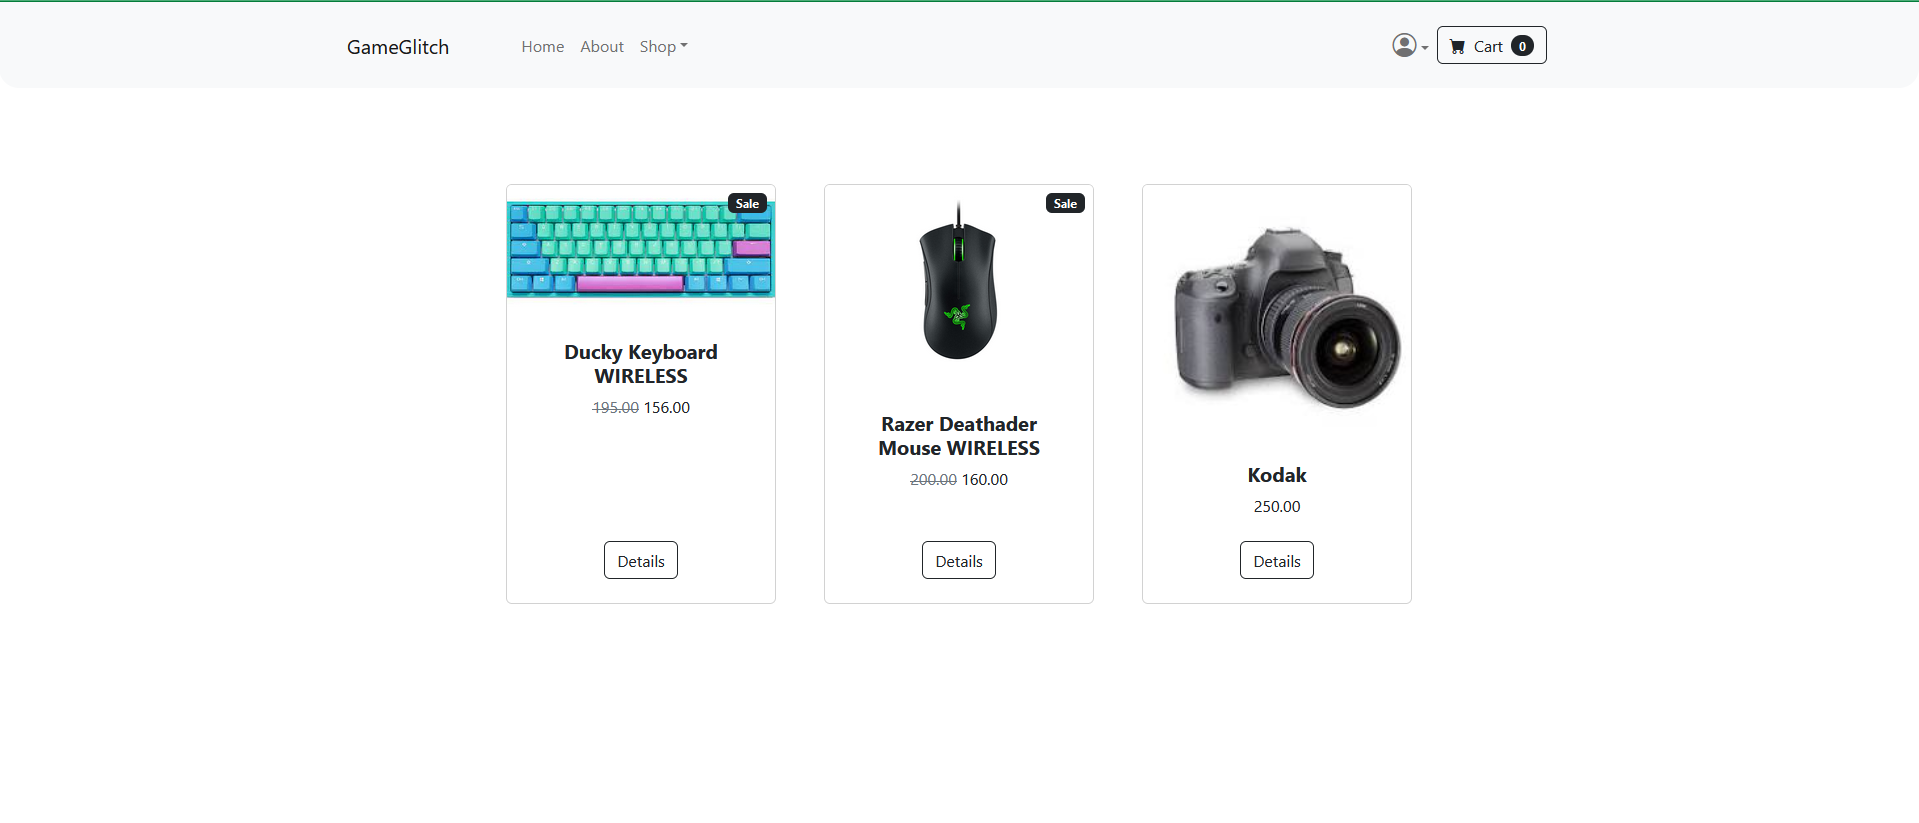 GameGlitch
Home About Shop
Cart 0
Sale
Ducky Keyboard
WIRELESS
195.00 156.00
Details
Sale
Razer Deathader
Mouse WIRELESS
200.00 160.00
Details
Kodak
250.00
Details